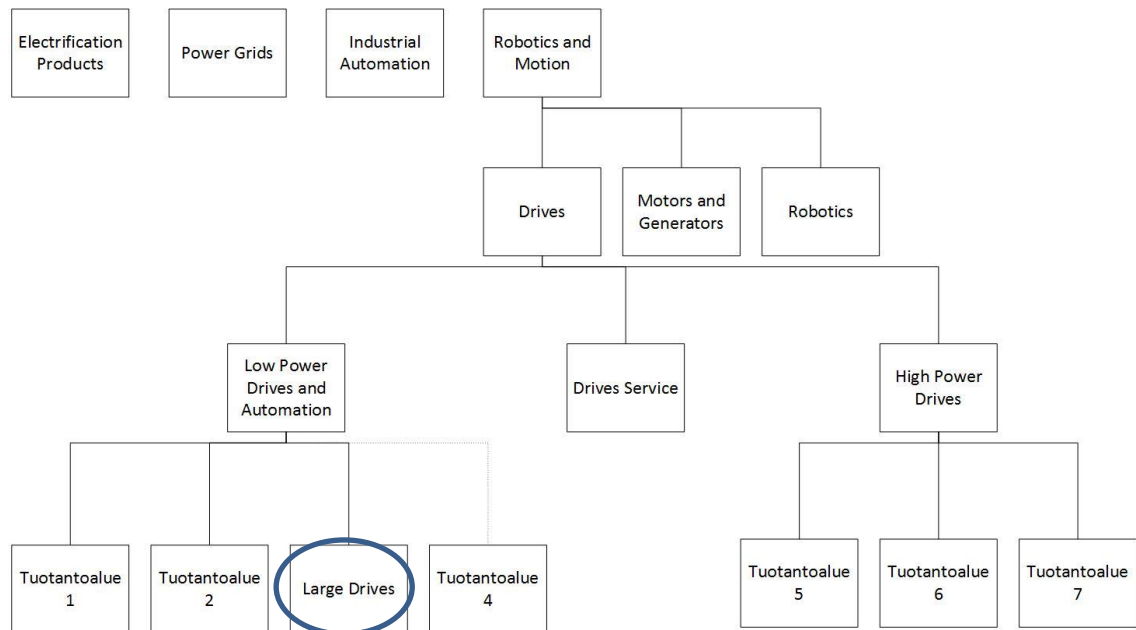 Electrification
Products
Power Grids
Industrial
Automation
Robotics and
Motion
Drives
Motors and
Generators
Robotics
Low Power
Drives and
Automation
Drives Service
High Power
Drives
Tuotantoalue
1
Tuotantoalue
2
Large Drives
Tuotantoalue
4
Tuotantoalue
5
Tuotantoalue
6
Tuotantoalue
7